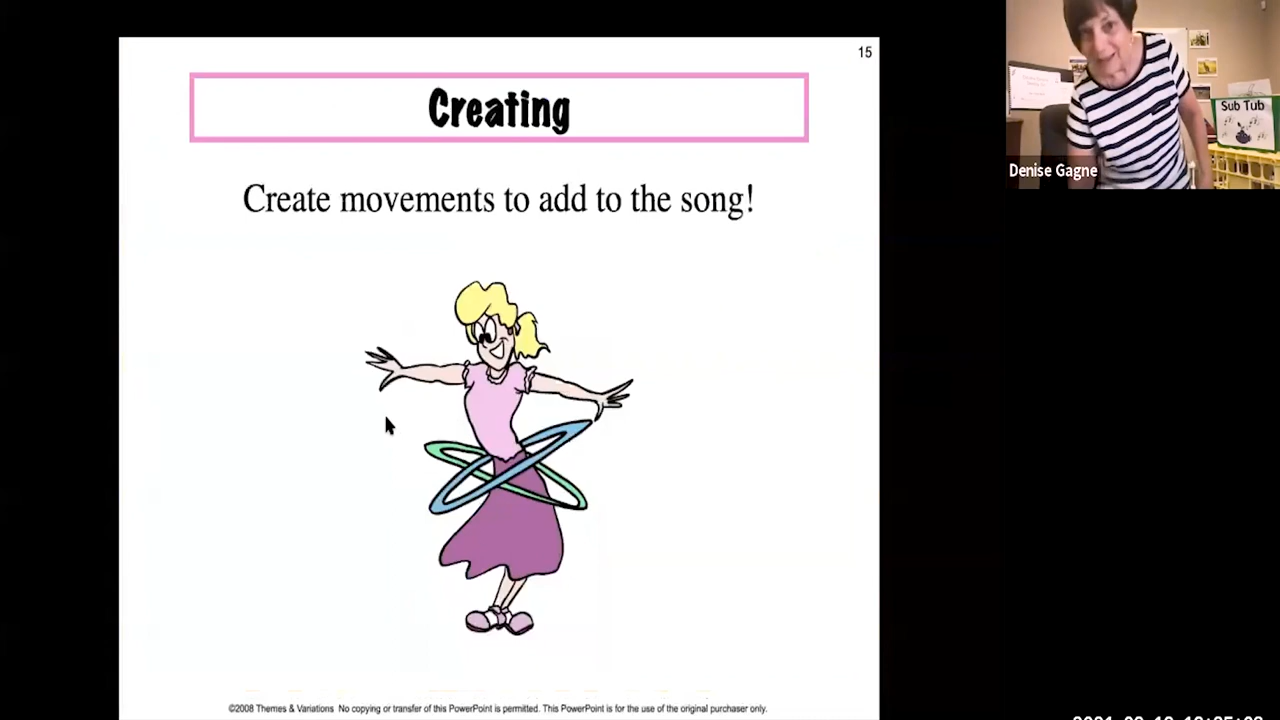 15
Creating
Create movements to add to the song!
Sub Tub
Denise Gagne
©2008 Themes & Variations No copying or transfer of this PowerPoint is permitted. This PowerPoint is for the use of the original purchaser only.